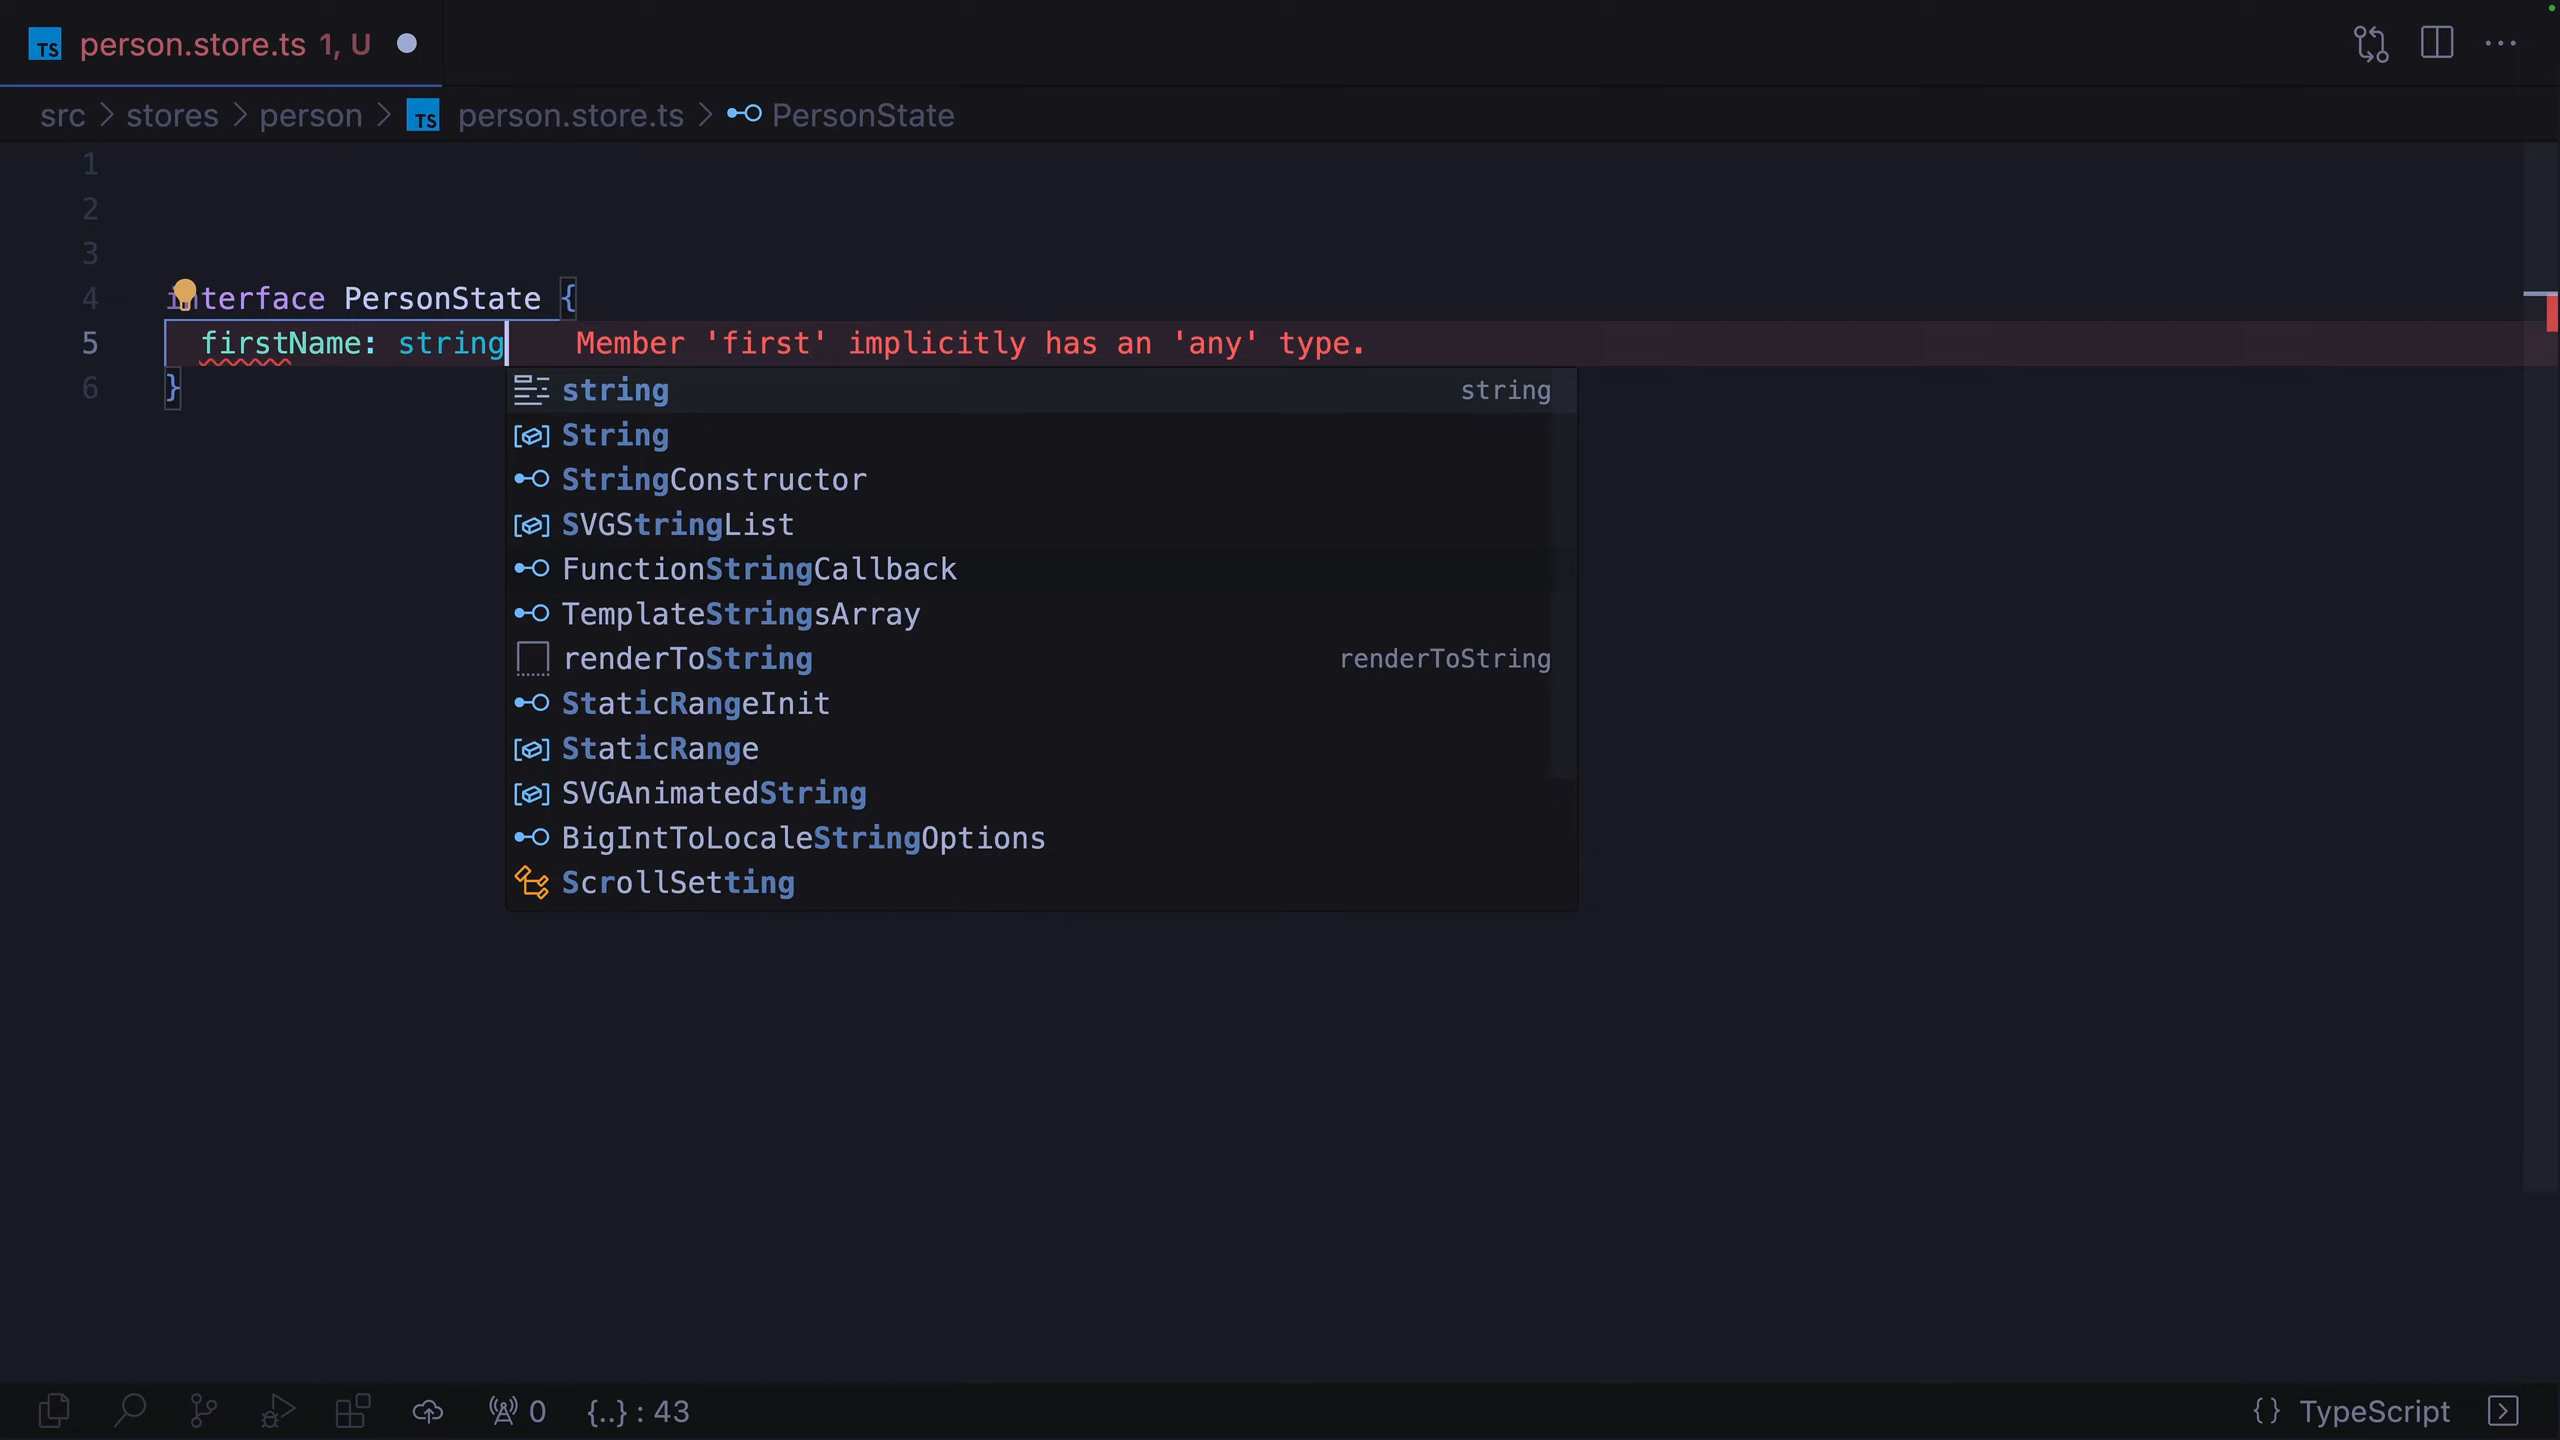 TS person.store.ts 1, U
src > stores > person > TS person.store.ts > PersonState
1
2
3
4 interface PersonState {
5 firstName: string Member 'first' implicitly has an 'any' type.
6 }
string string
String
StringConstructor
SVGStringList
FunctionStringCallback
TemplateStringsArray
renderToString renderToString
StaticRangeInit
StaticRange
SVGAnimatedString
BigIntToLocaleStringOptions
ScrollSetting
0 {..} : 43 {} TypeScript